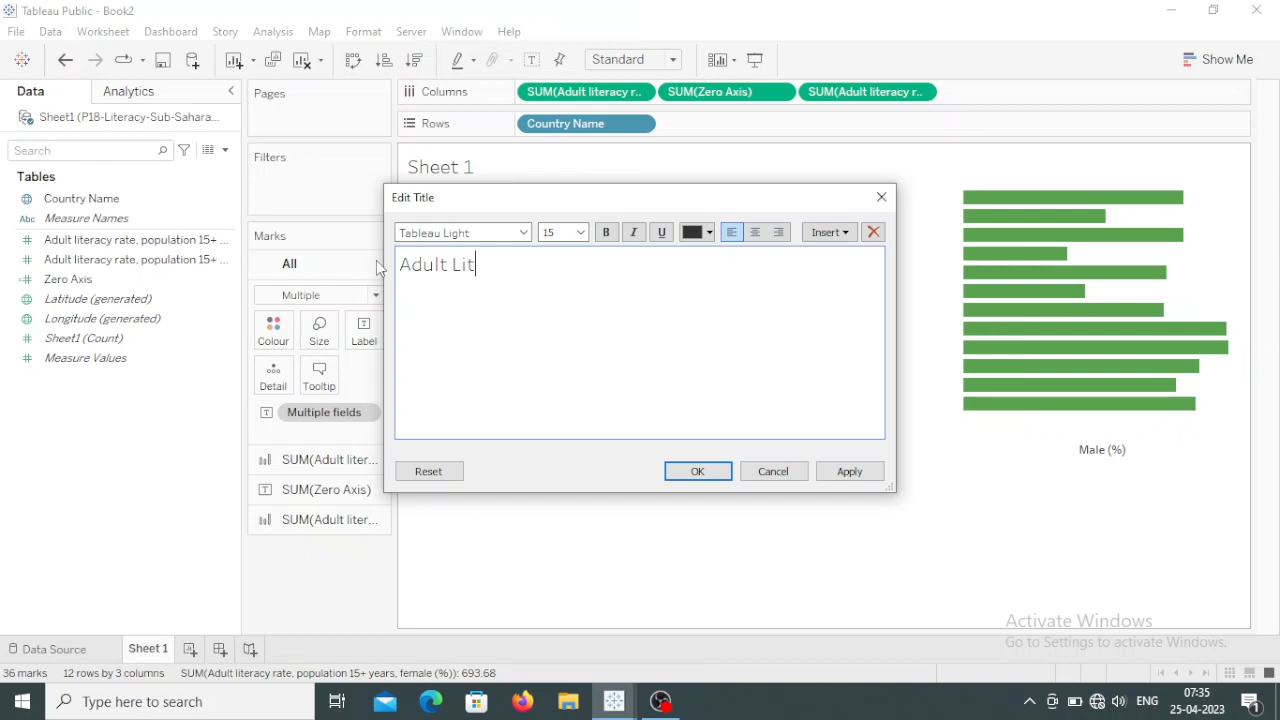 Tableau Public - Book2
File Data Worksheet Dashboard Story Analysis Map Format Server Window Help
Standard
Show Me
Data Analytics
Sheet1 (P18-Literacy-Sub-Sahara...
Search
Tables
Country Name
Abc Measure Names
Adult literacy rate, population 15+ ...
Adult literacy rate, population 15+ ...
Zero Axis
Latitude (generated)
Longitude (generated)
Sheet1 (Count)
Measure Values
Pages
Filters
Marks
All
Multiple
Colour Size Label
Detail Tooltip
Multiple fields
SUM(Adult liter...
SUM(Zero Axis)
SUM(Adult liter...
Columns SUM(Adult literacy r.. SUM(Zero Axis) SUM(Adult literacy r..
Rows Country Name
Sheet 1
Edit Title
Tableau Light 15 B I U Insert
Adult Lit
Reset OK Cancel Apply
Male (%)
Activate Windows
Go to Settings to activate Windows.
Data Source Sheet 1
36 marks 12 rows by 3 columns SUM(Adult literacy rate, population 15+ years, female (%)): 693.68
Type here to search
ENG
07:35
25-04-2023
1